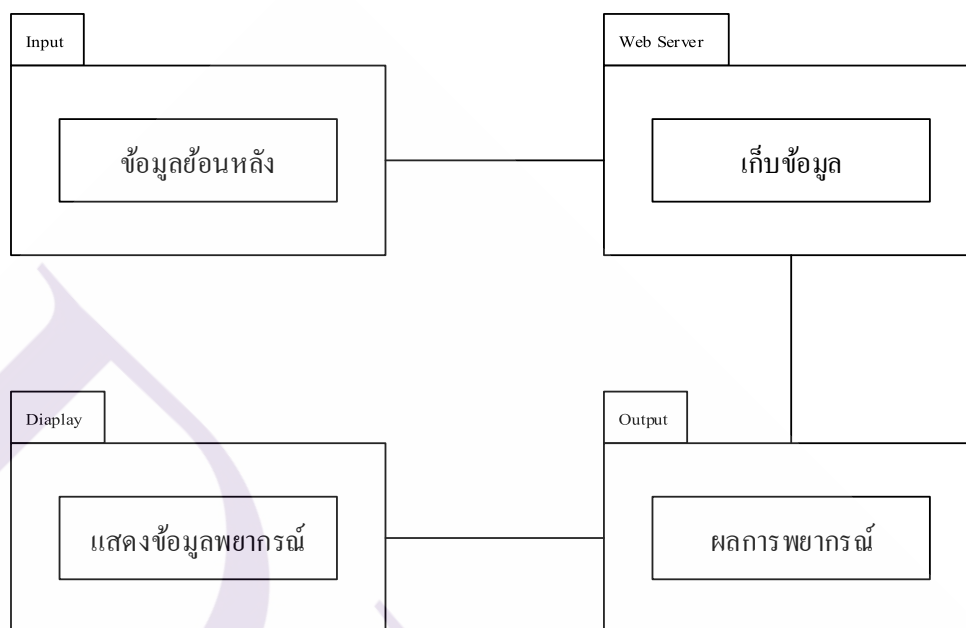 Input
Web Server
ข้อมูลย้อนหลัง
เก็บข้อมูล
Diaplay
Output
แสดงข้อมูลพยากรณ์
ผลการพยากรณ์